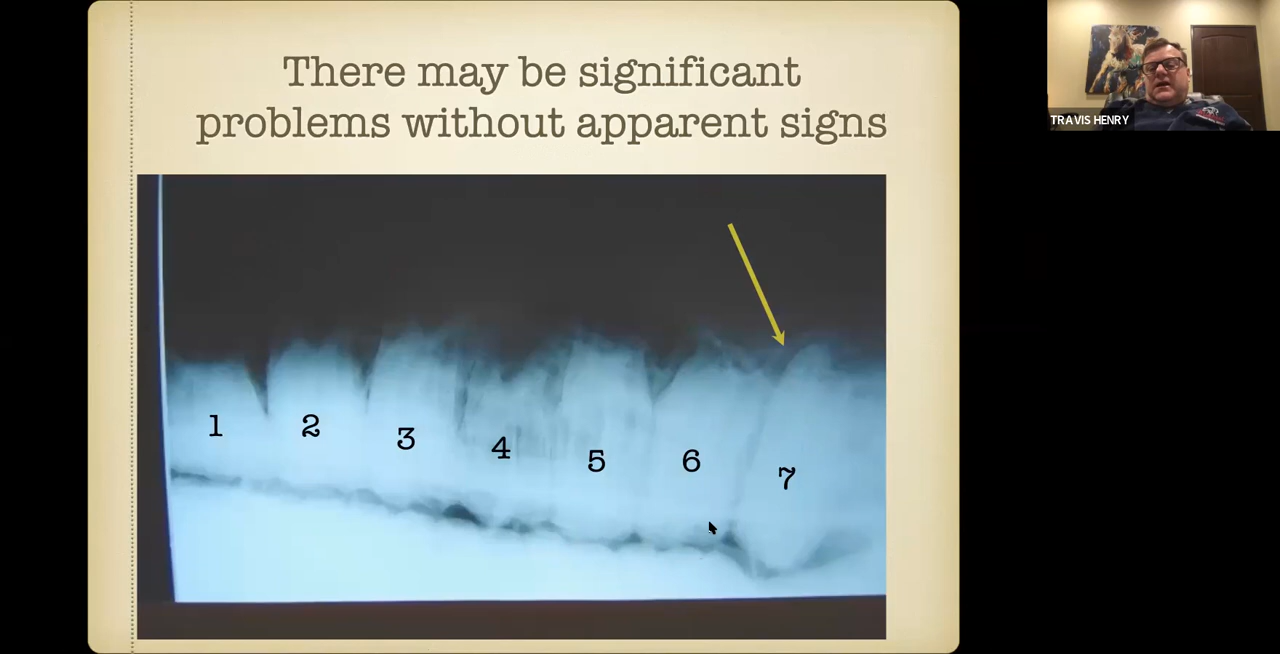 There may be significant
problems without apparent signs
1
2
3
4
5
6
7
TRAVIS HENRY